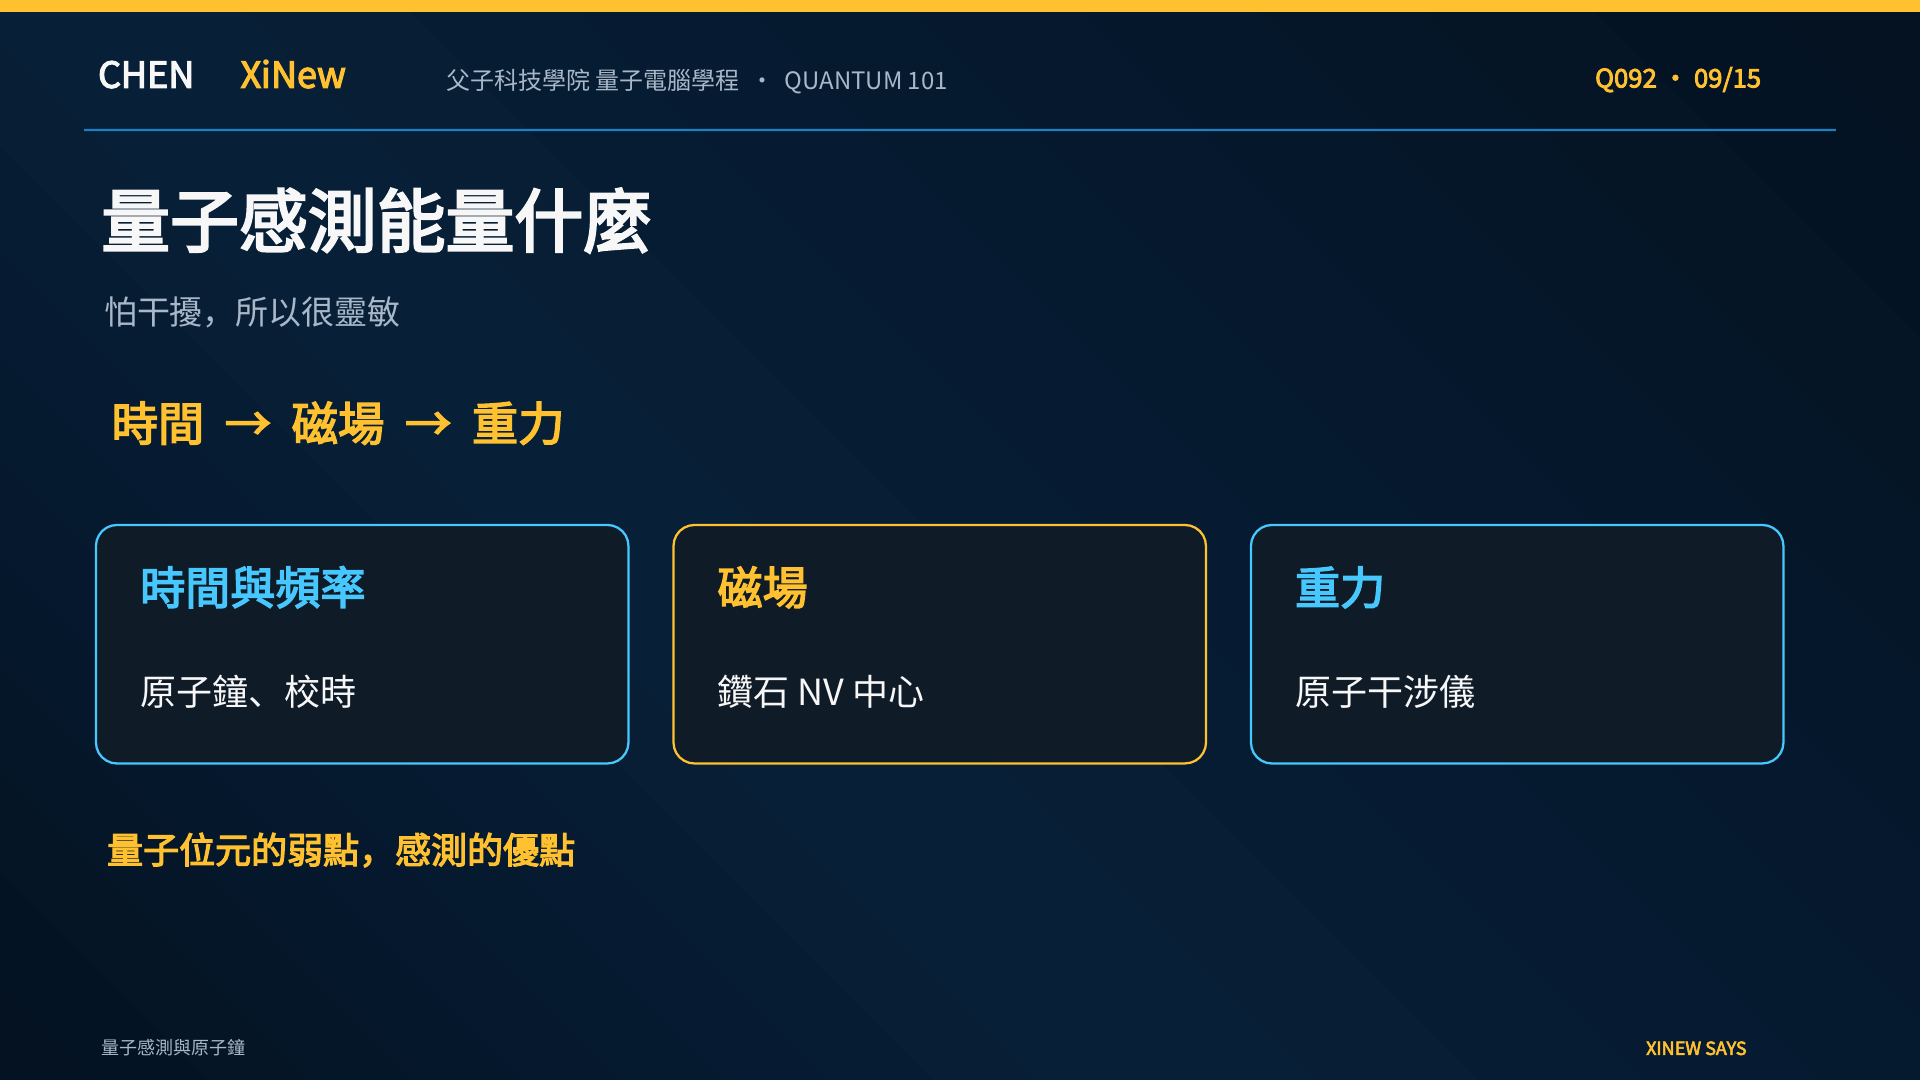 CHEN XiNew 父子科技學院 量子電腦學程 • QUANTUM 101 Q092 • 09/15
量子感測能量什麼
怕干擾，所以很靈敏
時間 → 磁場 → 重力
時間與頻率
原子鐘、校時
磁場
鑽石 NV 中心
重力
原子干涉儀
量子位元的弱點，感測的優點
量子感測與原子鐘
XINEW SAYS